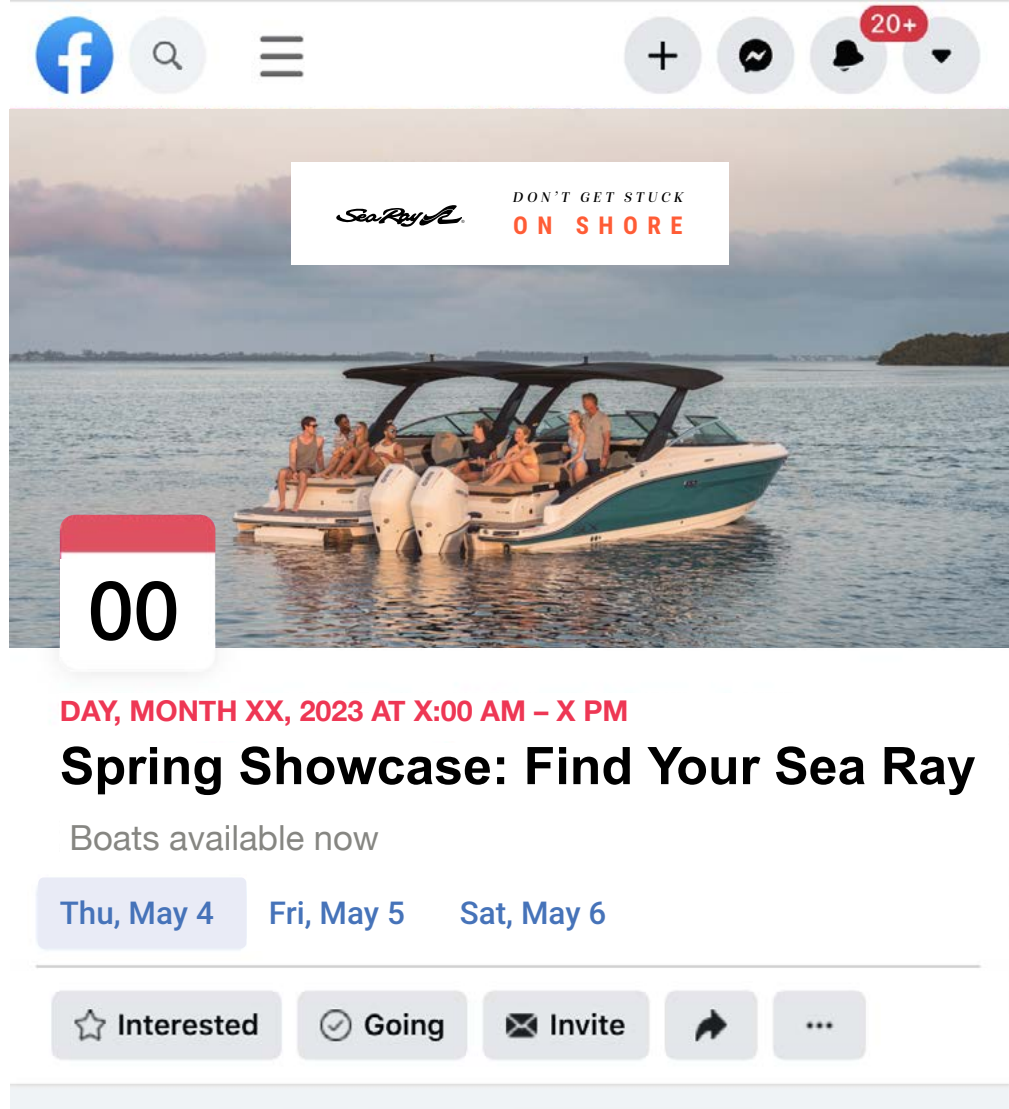 20+
Sea Ray
DON'T GET STUCK
ON SHORE
00
DAY, MONTH XX, 2023 AT X:00 AM – X PM
Spring Showcase: Find Your Sea Ray
Boats available now
Thu, May 4 Fri, May 5 Sat, May 6
Interested Going Invite